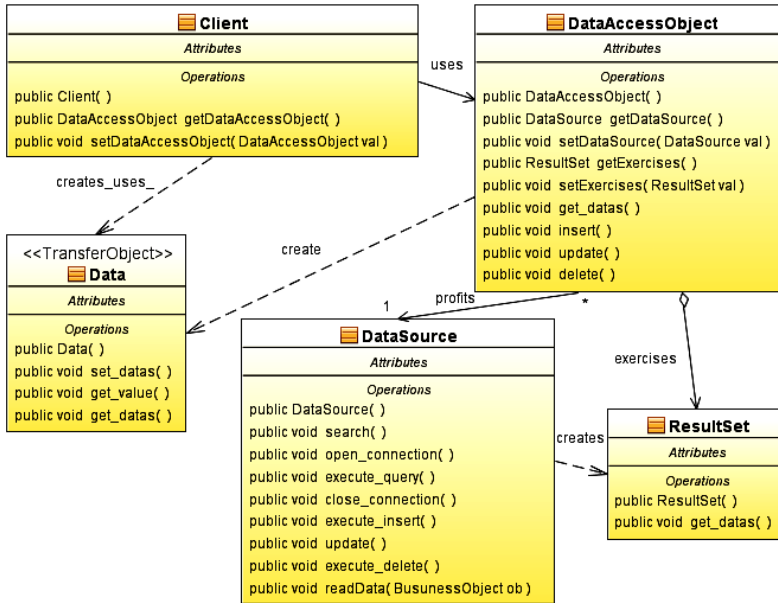 Client
Attributes
Operations
public Client( )
public DataAccessObject getDataAccessObject( )
public void setDataAccessObject( DataAccessObject val )
uses
DataAccessObject
Attributes
Operations
public DataAccessObject( )
public DataSource getDataSource( )
public void setDataSource( DataSource val )
public ResultSet getExercises( )
public void setExercises( ResultSet val )
public void get_datas( )
public void insert( )
public void update( )
public void delete( )
creates_uses_
create
<<TransferObject>>
Data
Attributes
Operations
public Data( )
public void set_datas( )
public void get_value( )
public void get_datas( )
1
profits
*
DataSource
Attributes
Operations
public DataSource( )
public void search( )
public void open_connection( )
public void execute_query( )
public void close_connection( )
public void execute_insert( )
public void update( )
public void execute_delete( )
public void readData( BusunessObject ob )
exercises
creates
ResultSet
Attributes
Operations
public ResultSet( )
public void get_datas( )